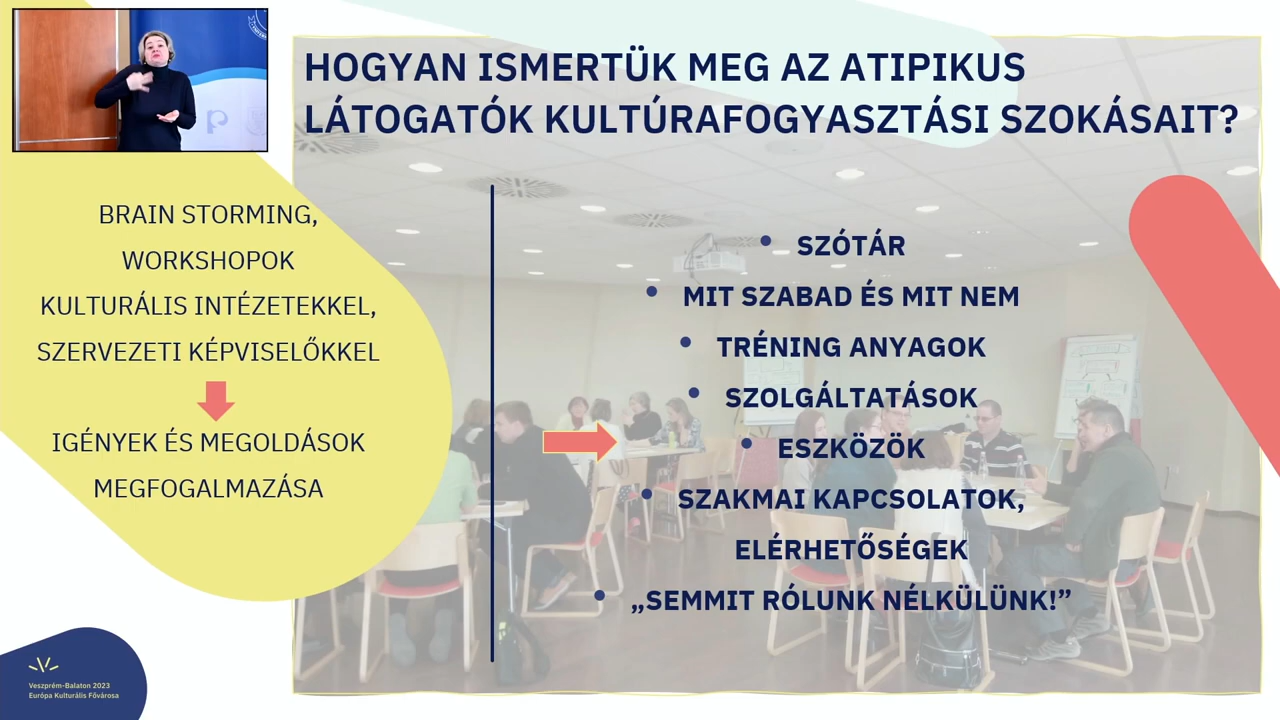 HOGYAN ISMERTÜK MEG AZ ATIPIKUS
LÁTOGATÓK KULTÚRAFOGYASZTÁSI SZOKÁSAIT?
BRAIN STORMING,
WORKSHOPOK
KULTURÁLIS INTÉZETEKKEL,
SZERVEZETI KÉPVISELŐKKEL
IGÉNYEK ÉS MEGOLDÁSOK
MEGFOGALMAZÁSA
• SZÓTÁR
• MIT SZABAD ÉS MIT NEM
• TRÉNING ANYAGOK
• SZOLGÁLTATÁSOK
• ESZKÖZÖK
• SZAKMAI KAPCSOLATOK,
ELÉRHETŐSÉGEK
• „SEMMIT RÓLUNK NÉLKÜLÜNK!”
Veszprém-Balaton 2023
Európa Kulturális Fővárosa